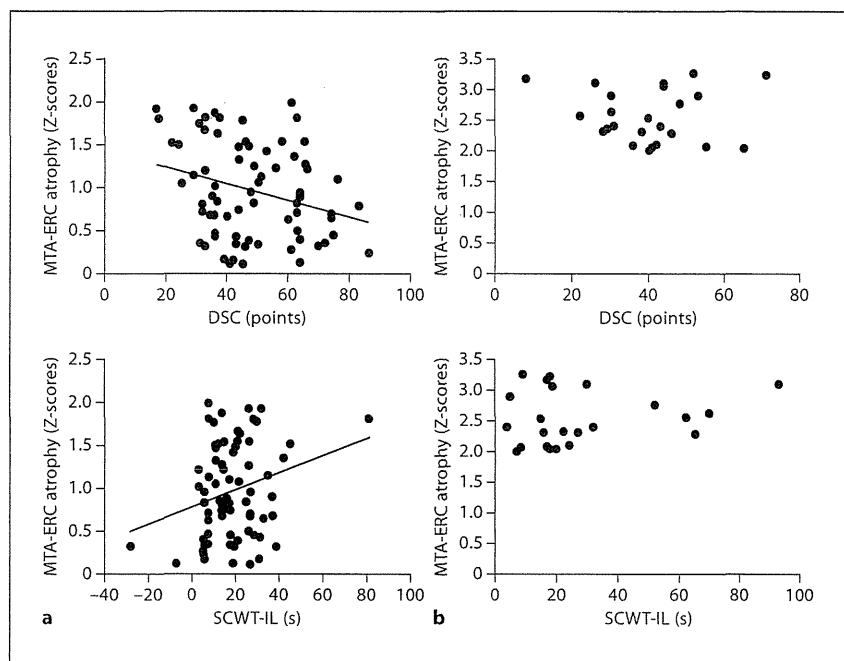 MTA-ERC atrophy (Z-scores)
2.5
2.0
1.5
1.0
0.5
0
0 20 40 60 80 100
DSC (points)
MTA-ERC atrophy (Z-scores)
3.5
3.0
2.5
2.0
1.5
1.0
0.5
0
0 20 40 60 80
DSC (points)
MTA-ERC atrophy (Z-scores)
2.5
2.0
1.5
1.0
0.5
0
−40 −20 0 20 40 60 80 100
SCWT-IL (s)
a
MTA-ERC atrophy (Z-scores)
3.5
3.0
2.5
2.0
1.5
1.0
0.5
0
0 20 40 60 80 100
SCWT-IL (s)
b